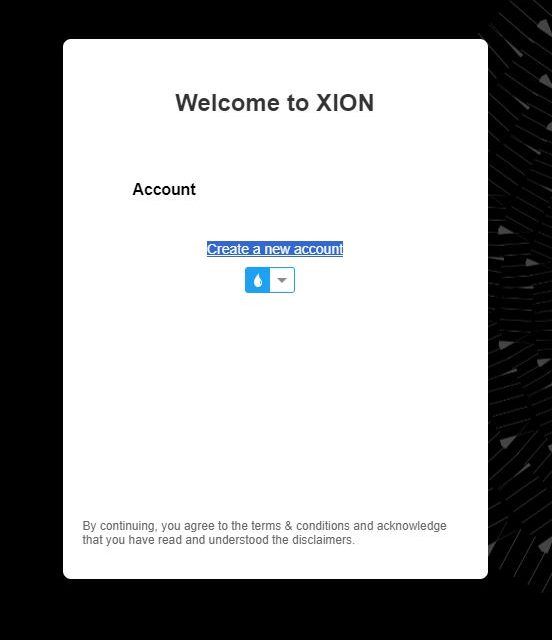 Welcome to XION
Account
Create a new account
By continuing, you agree to the terms & conditions and acknowledge
that you have read and understood the disclaimers.